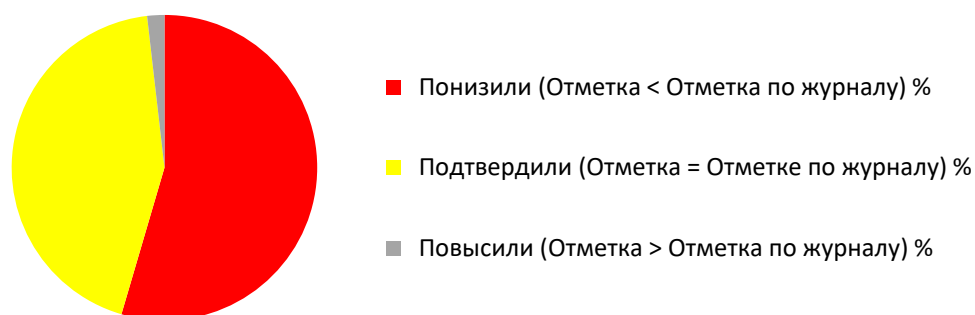 Понизили (Отметка < Отметка по журналу) %
Подтвердили (Отметка = Отметке по журналу) %
Повысили (Отметка > Отметка по журналу) %